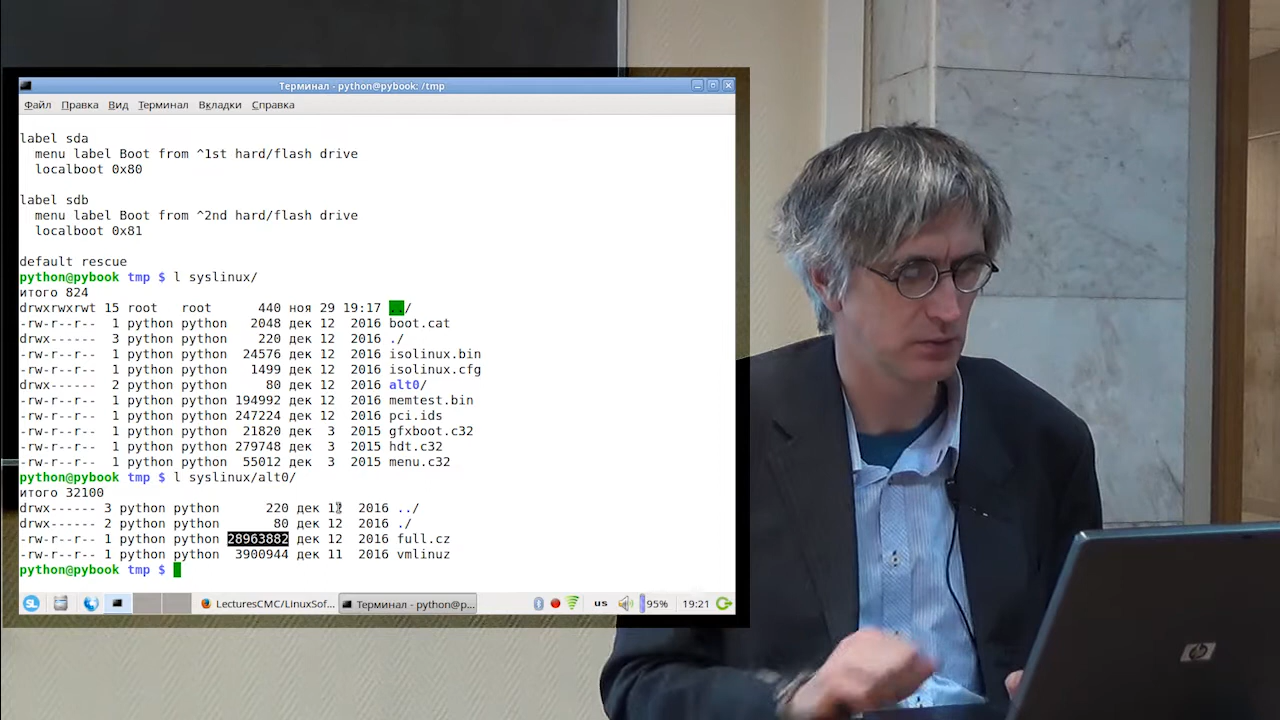 Терминал - python@pybook: /tmp
Файл Правка Вид Терминал Вкладки Справка
label sda
menu label Boot from ^1st hard/flash drive
localboot 0x80
label sdb
menu label Boot from ^2nd hard/flash drive
localboot 0x81
default rescue
python@pybook tmp $ l syslinux/
итого 824
drwxrwxrwt 15 root root 440 ноя 29 19:17 ../
-rw-r--r-- 1 python python 2048 дек 12 2016 boot.cat
drwx------ 3 python python 220 дек 12 2016 ./
-rw-r--r-- 1 python python 24576 дек 12 2016 isolinux.bin
-rw-r--r-- 1 python python 1499 дек 12 2016 isolinux.cfg
drwx------ 2 python python 80 дек 12 2016 alt0/
-rw-r--r-- 1 python python 194992 дек 12 2016 memtest.bin
-rw-r--r-- 1 python python 247224 дек 12 2016 pci.ids
-rw-r--r-- 1 python python 21820 дек 3 2015 gfxboot.c32
-rw-r--r-- 1 python python 279748 дек 3 2015 hdt.c32
-rw-r--r-- 1 python python 55012 дек 3 2015 menu.c32
python@pybook tmp $ l syslinux/alt0/
итого 32100
drwx------ 3 python python 220 дек 12 2016 ../
drwx------ 2 python python 80 дек 12 2016 ./
-rw-r--r-- 1 python python 28963882 дек 12 2016 full.cz
-rw-r--r-- 1 python python 3900944 дек 11 2016 vmlinuz
python@pybook tmp $
SL LecturesCMC/LinuxSof... Терминал - python@p... us 95% 19:21
hp